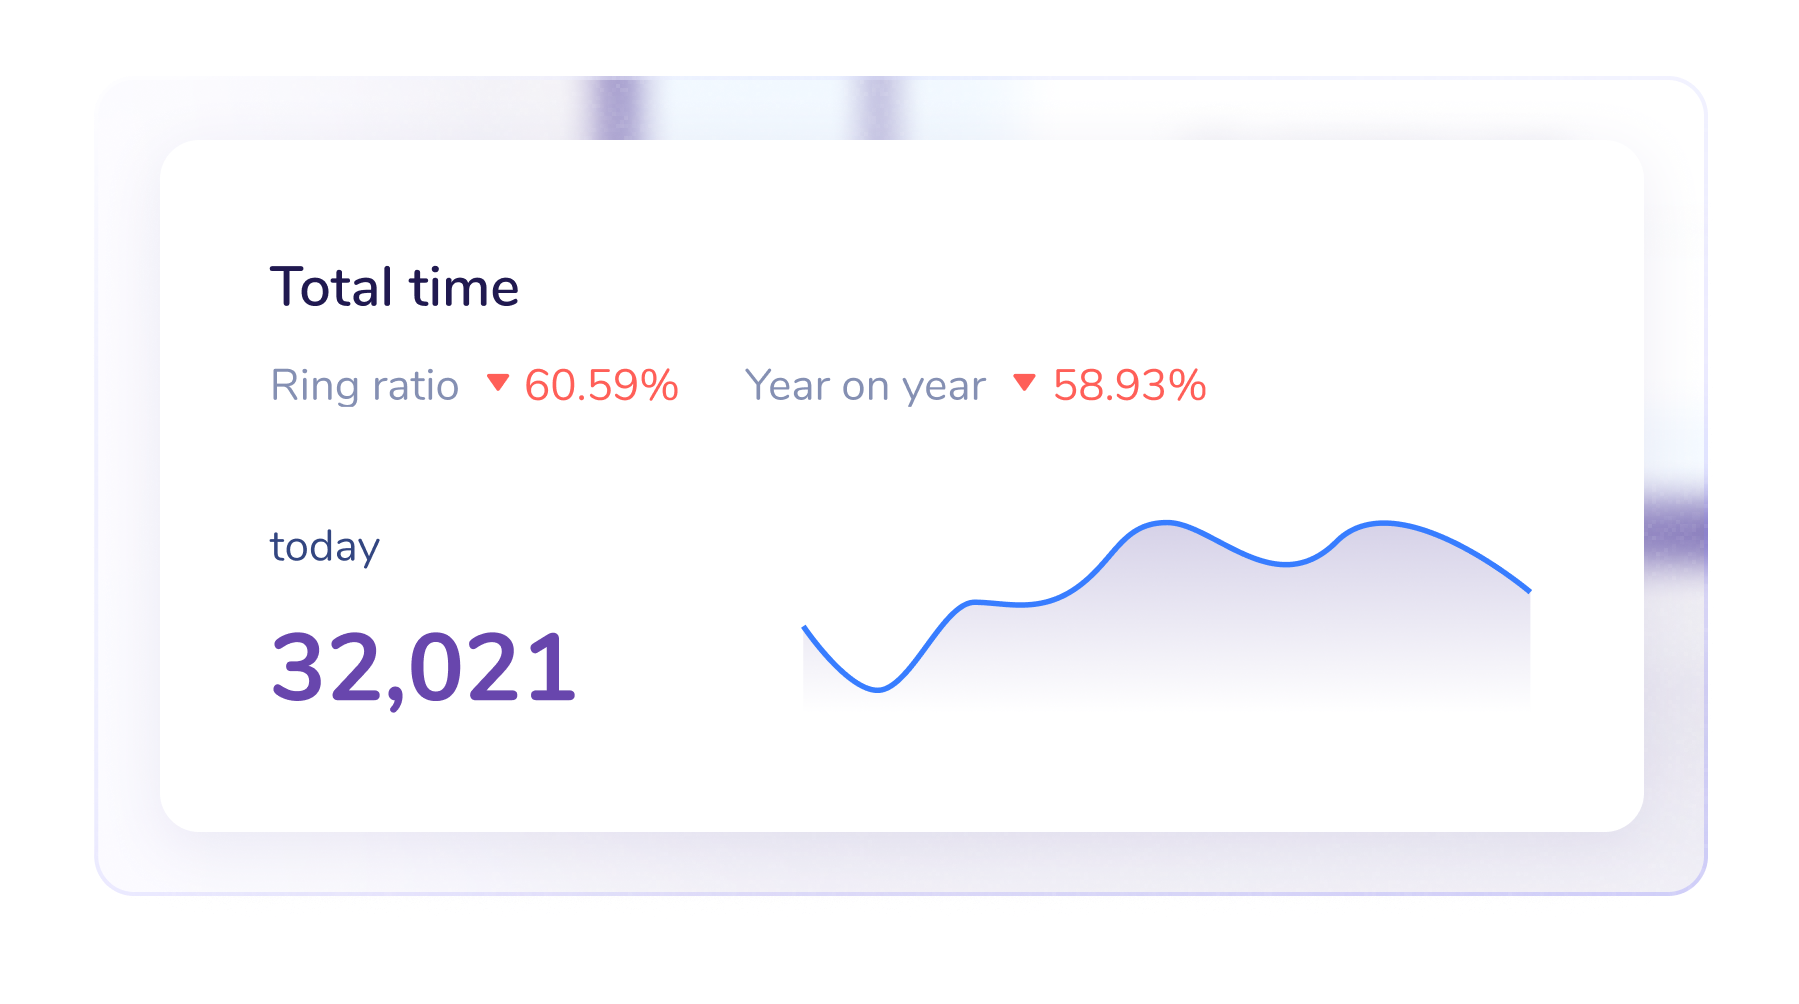 Total time
Ring ratio ▼ 60.59% Year on year ▼ 58.93%
today
32,021